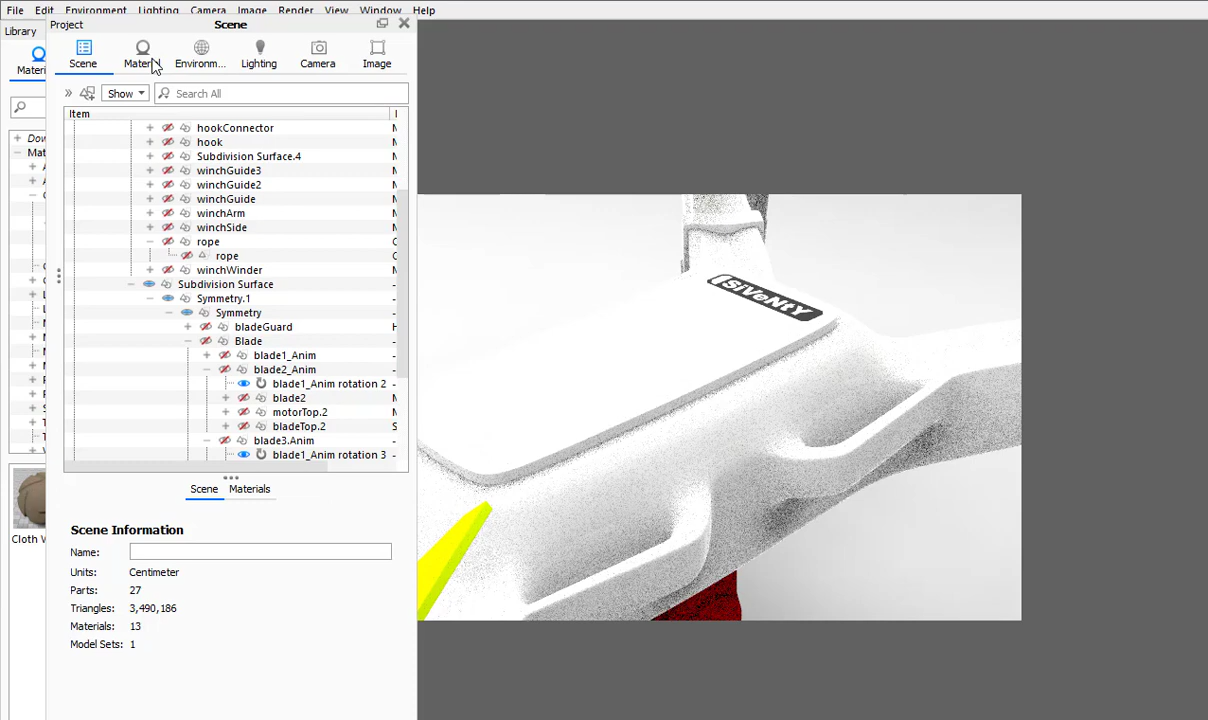 File Edit Environment Lighting Camera Image Render View Window Help
Library
Project
Scene
Scene
Environm...
Lighting
Camera
Image
Show
Search All
Item
hookConnector
hook
Subdivision Surface.4
winchGuide3
winchGuide2
winchGuide
winchArm
winchSide
rope
rope
winchWinder
Subdivision Surface
Symmetry.1
Symmetry
bladeGuard
Blade
blade1_Anim
blade2_Anim
blade1_Anim rotation 2
blade2
motorTop.2
bladeTop.2
blade3.Anim
blade1_Anim rotation 3
Scene Materials
Scene Information
Name:
Units: Centimeter
Parts: 27
Triangles: 3,490,186
Materials: 13
Model Sets: 1
SiVeNtY